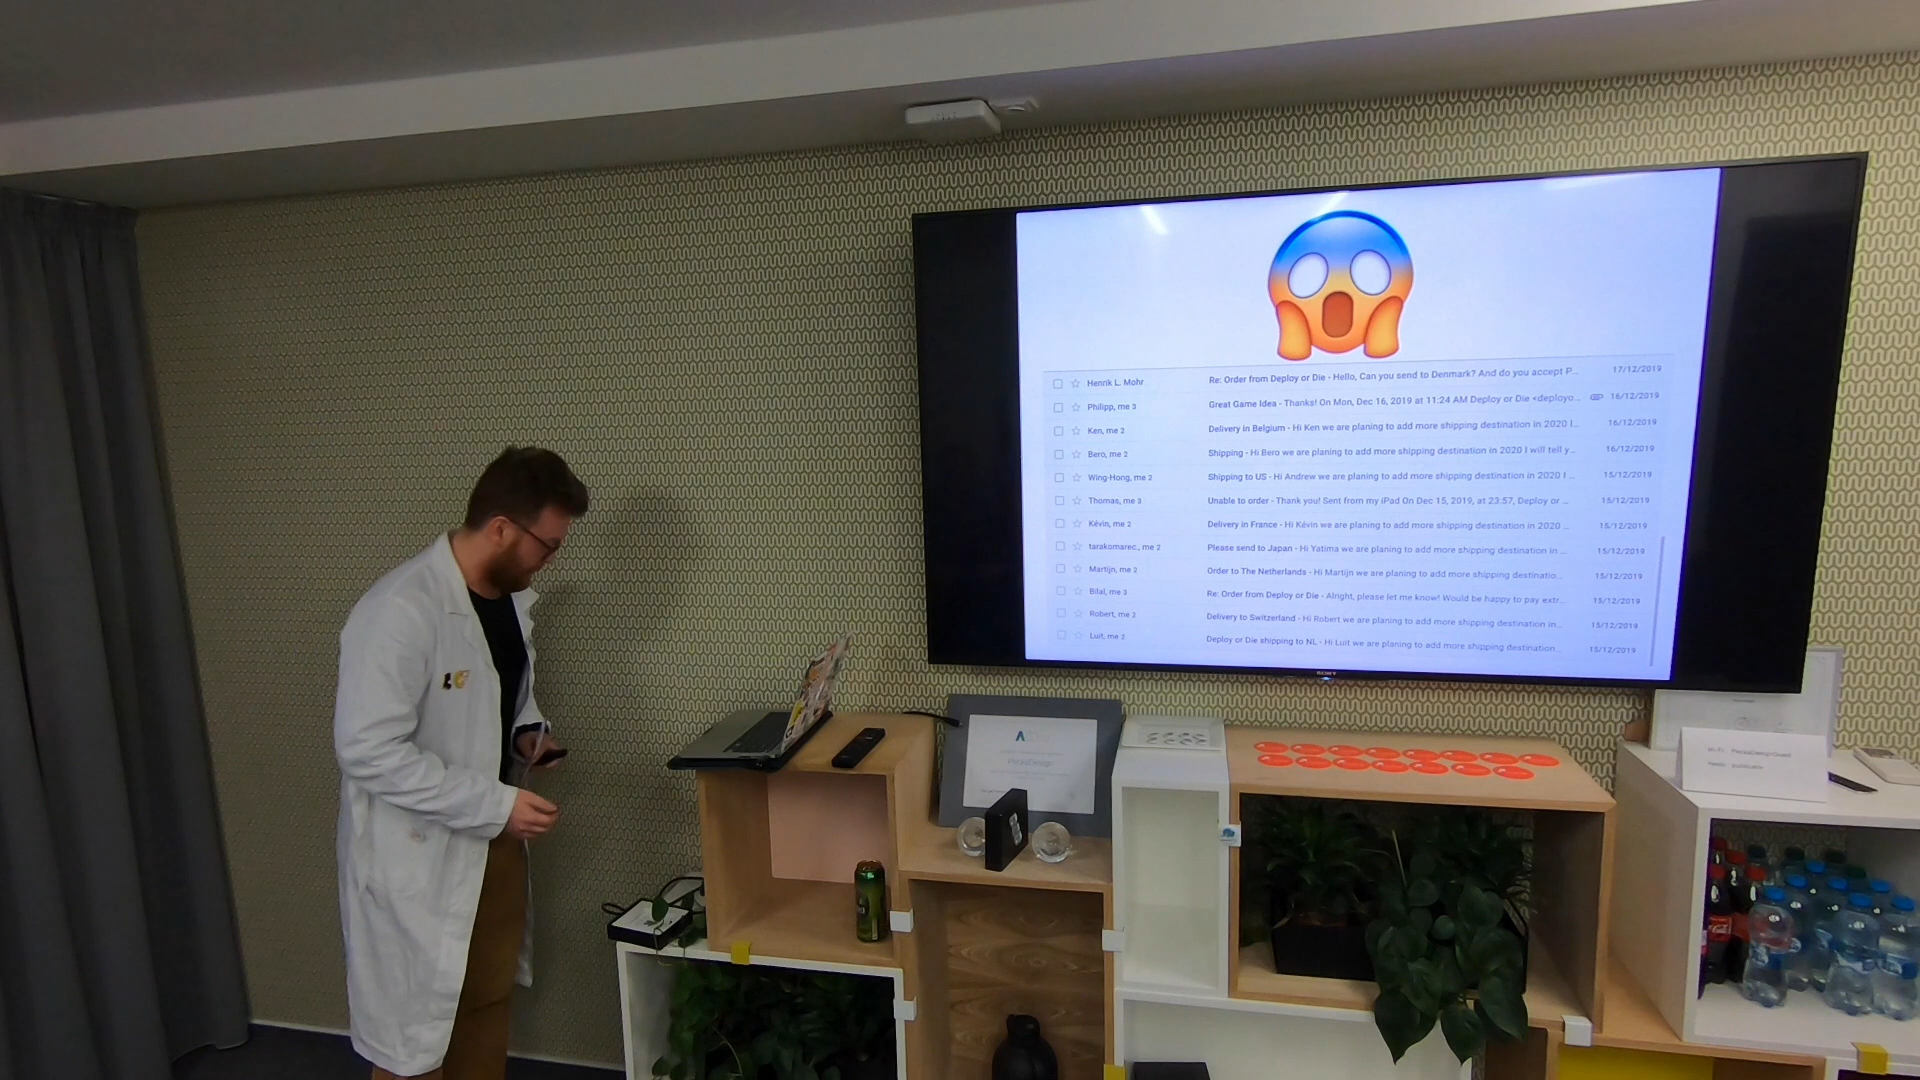 Henrik L. Mohr Re: Order from Deploy or Die - Hello, Can you send to Denmark? And do you accept P... 17/12/2019
Philipp, me 3 Great Game Idea - Thanks! On Mon, Dec 16, 2019 at 11:24 AM Deploy or Die <deployo... 16/12/2019
Ken, me 2 Delivery in Belgium - Hi Ken we are planing to add more shipping destination in 2020 I... 16/12/2019
Bero, me 2 Shipping - Hi Bero we are planing to add more shipping destination in 2020 I will tell y... 16/12/2019
Wing-Hong, me 2 Shipping to US - Hi Andrew we are planing to add more shipping destination in 2020 I ... 15/12/2019
Thomas, me 3 Unable to order - Thank you! Sent from my iPad On Dec 15, 2019, at 23:57, Deploy or ... 15/12/2019
Kévin, me 2 Delivery in France - Hi Kévin we are planing to add more shipping destination in 2020 ... 15/12/2019
tarakomarec., me 2 Please send to Japan - Hi Yatima we are planing to add more shipping destination in ... 15/12/2019
Martijn, me 2 Order to The Netherlands - Hi Martijn we are planing to add more shipping destinatio... 15/12/2019
Bilal, me 3 Re: Order from Deploy or Die - Alright, please let me know! Would be happy to pay extr... 15/12/2019
Robert, me 2 Delivery to Switzerland - Hi Robert we are planing to add more shipping destination in... 15/12/2019
Luit, me 2 Deploy or Die shipping to NL - Hi Luit we are planing to add more shipping destination... 15/12/2019
SONY
PeckaDesign
Wi-Fi: PeckaDesignGuest